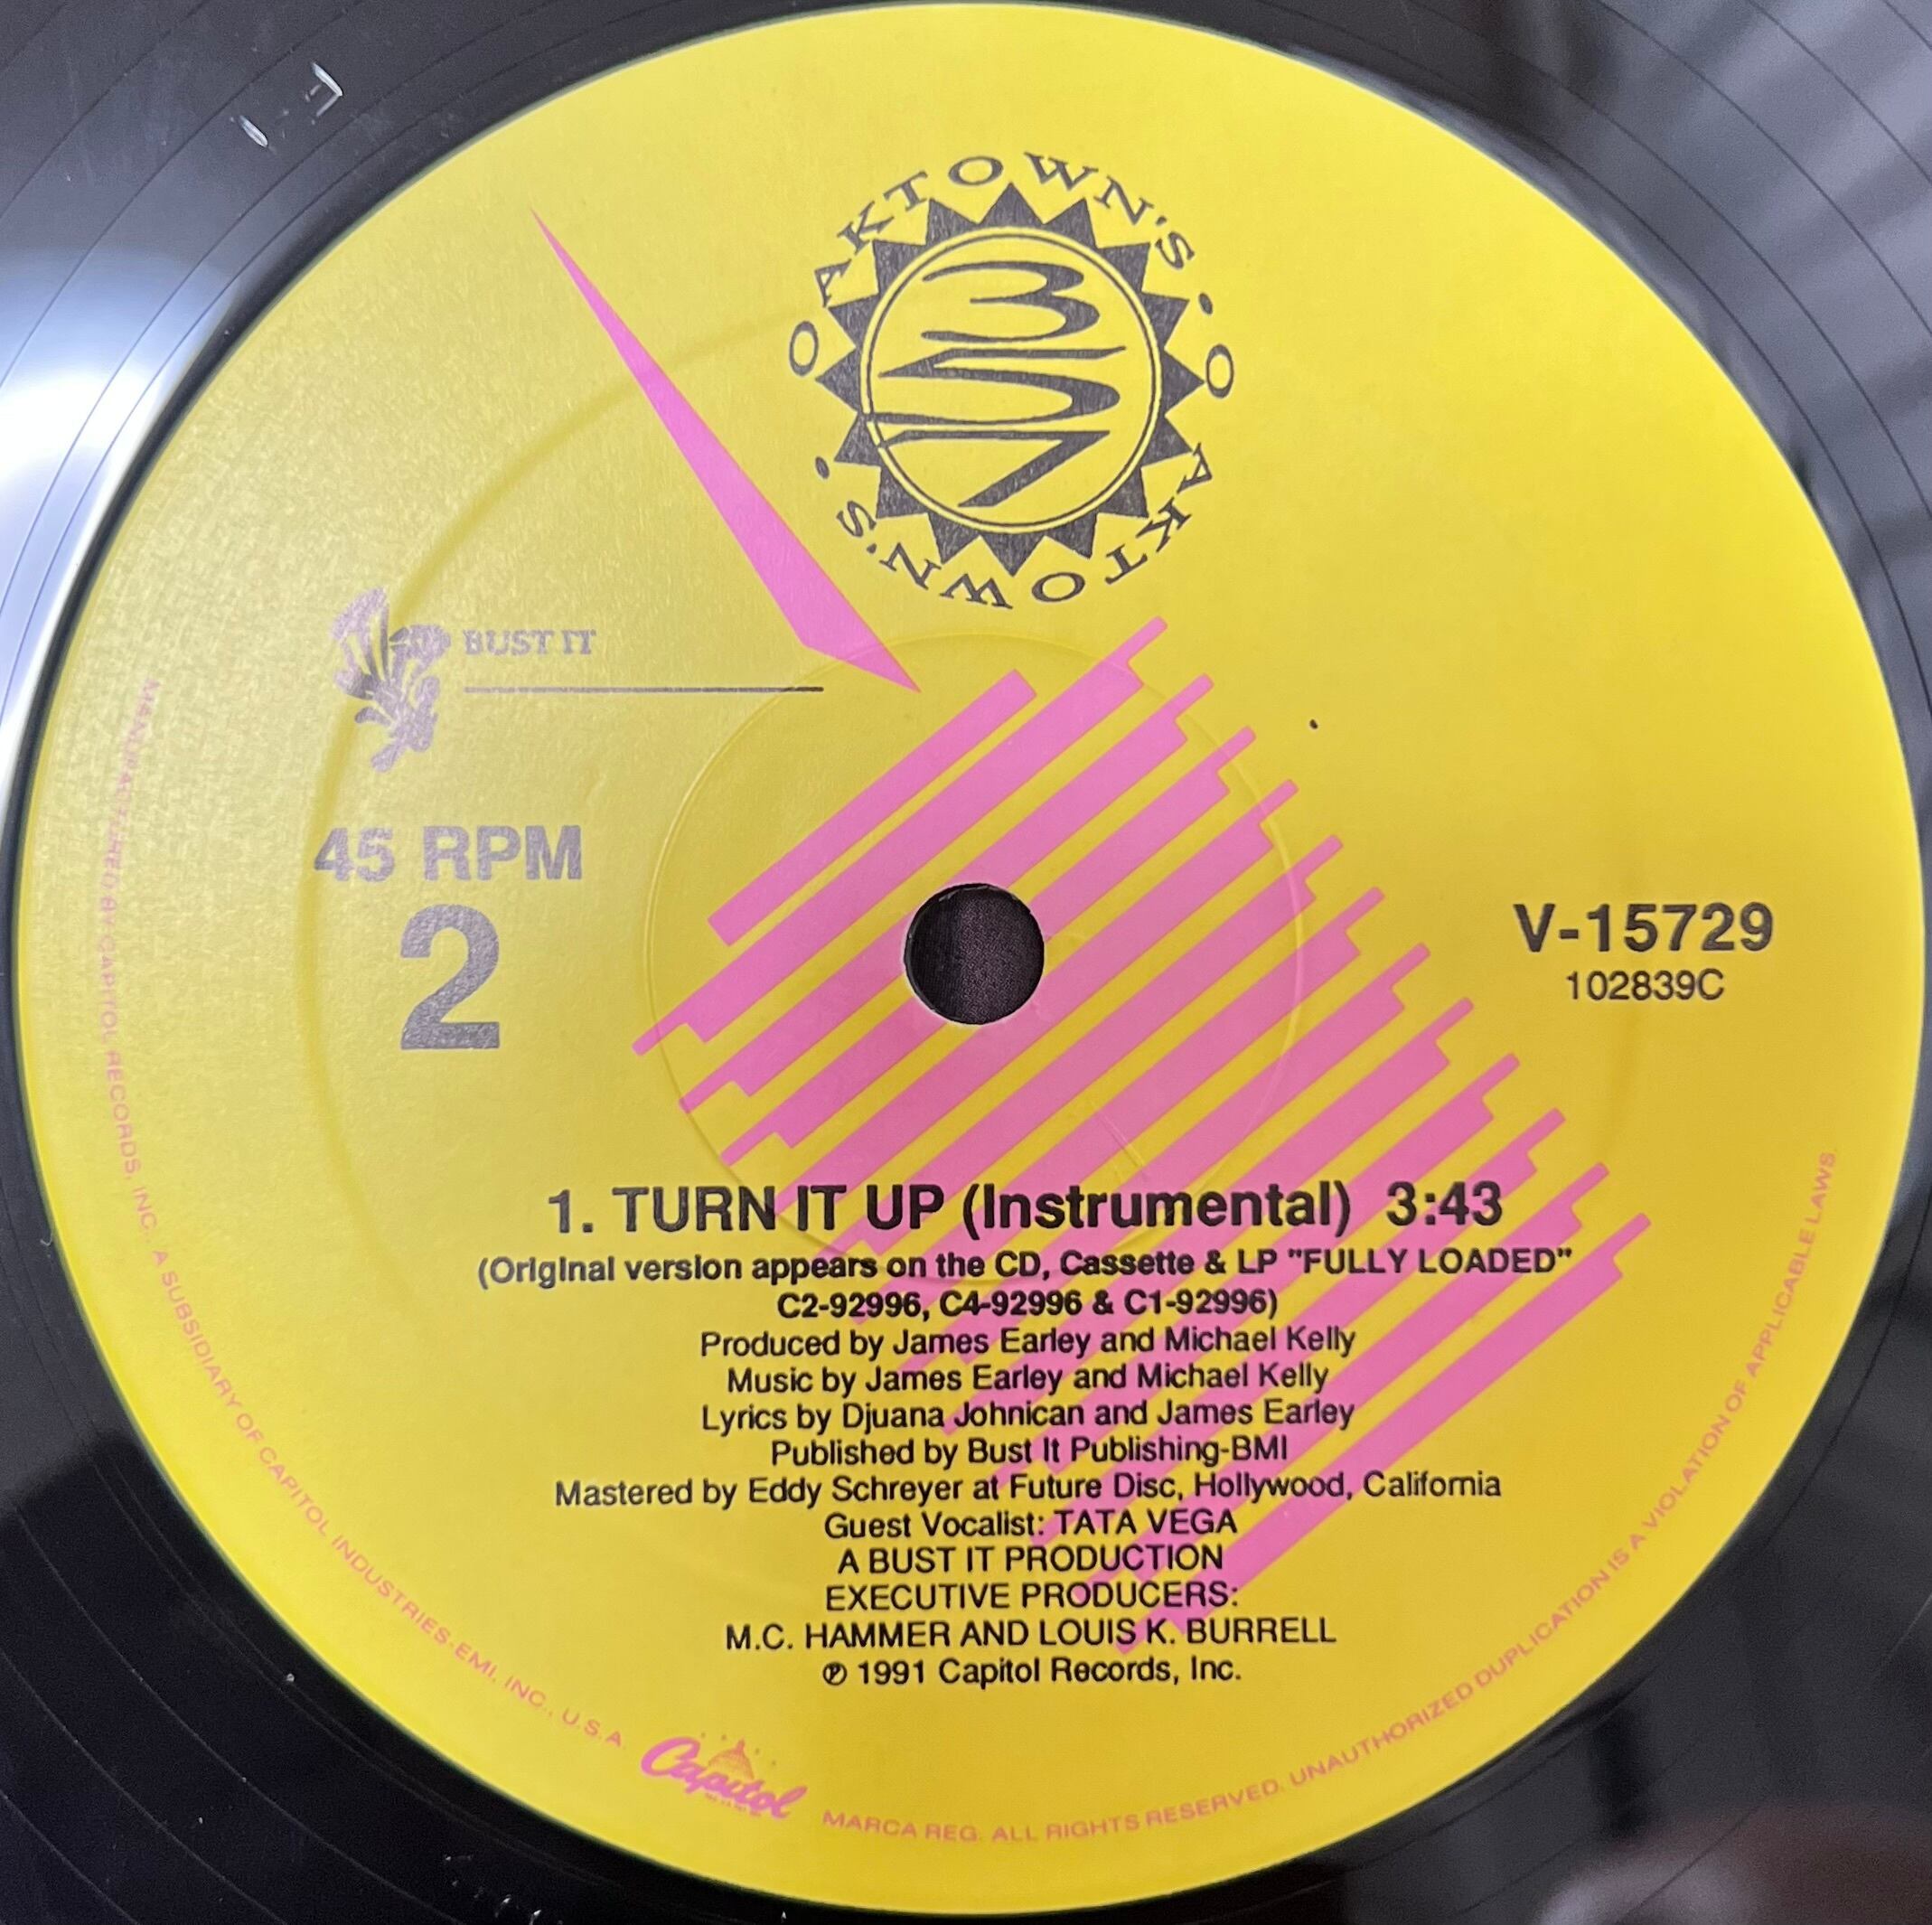 OAKTOWN'S • OAKTOWN'S •
357
BUST IT
45 RPM
2
V-15729
102839C
1. TURN IT UP (Instrumental) 3:43
(Original version appears on the CD, Cassette & LP "FULLY LOADED"
C2-92996, C4-92996 & C1-92996)
Produced by James Earley and Michael Kelly
Music by James Earley and Michael Kelly
Lyrics by Djuana Johnican and James Earley
Published by Bust It Publishing-BMI
Mastered by Eddy Schreyer at Future Disc, Hollywood, California
Guest Vocalist: TATA VEGA
A BUST IT PRODUCTION
EXECUTIVE PRODUCERS:
M.C. HAMMER AND LOUIS K. BURRELL
℗ 1991 Capitol Records, Inc.
MANUFACTURED BY CAPITOL RECORDS, INC., A SUBSIDIARY OF CAPITOL INDUSTRIES-EMI, INC., U.S.A.
Capitol
MARCA REG. ALL RIGHTS RESERVED. UNAUTHORIZED DUPLICATION IS A VIOLATION OF APPLICABLE LAWS.